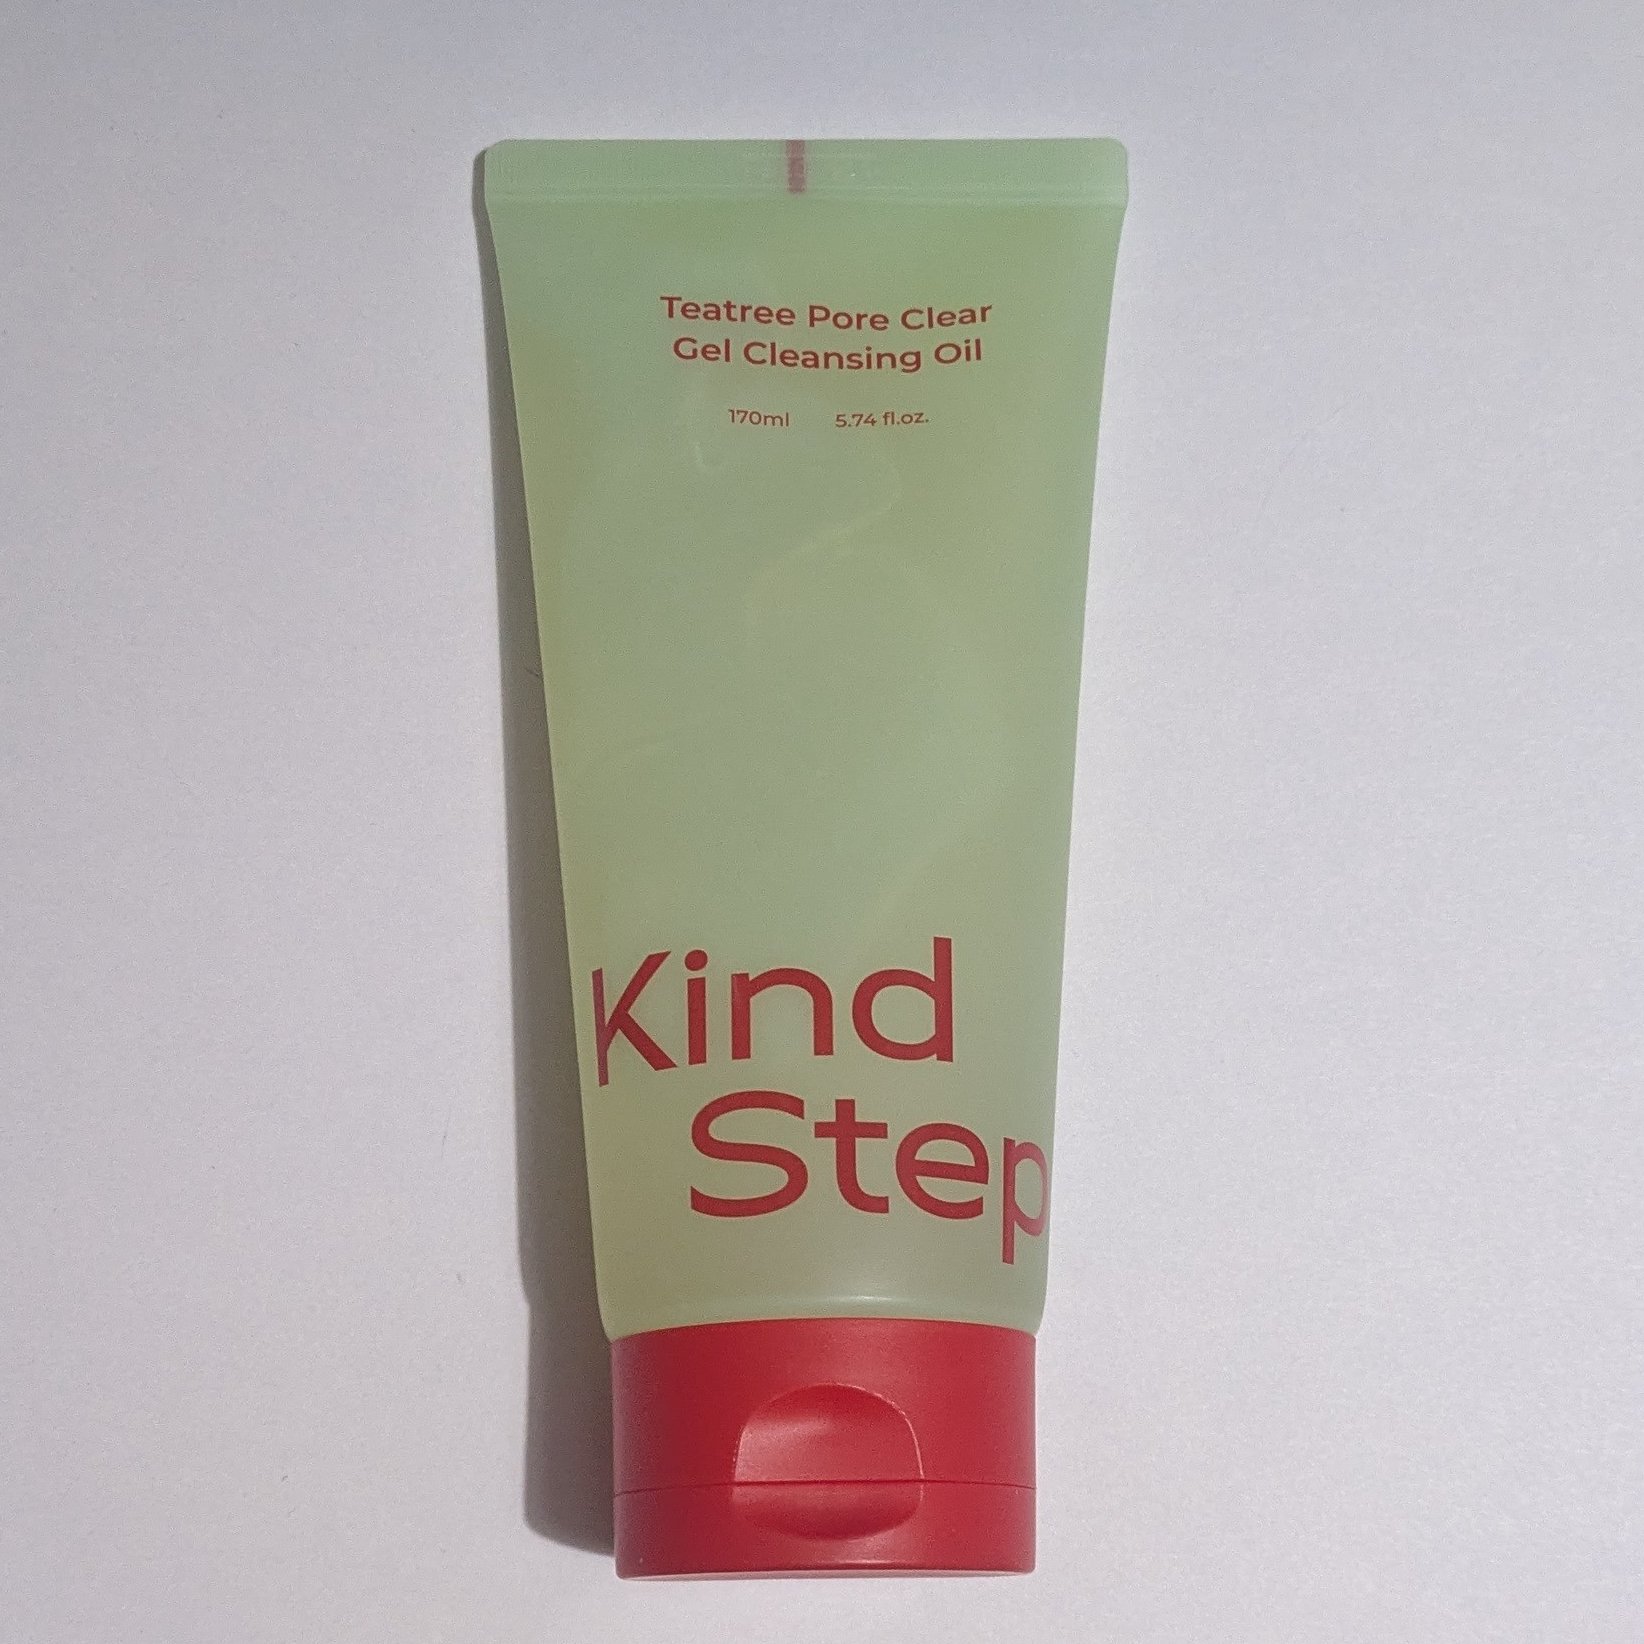 Teatree Pore Clear
Gel Cleansing Oil
170ml 5.74 fl.oz.
Kind
Step